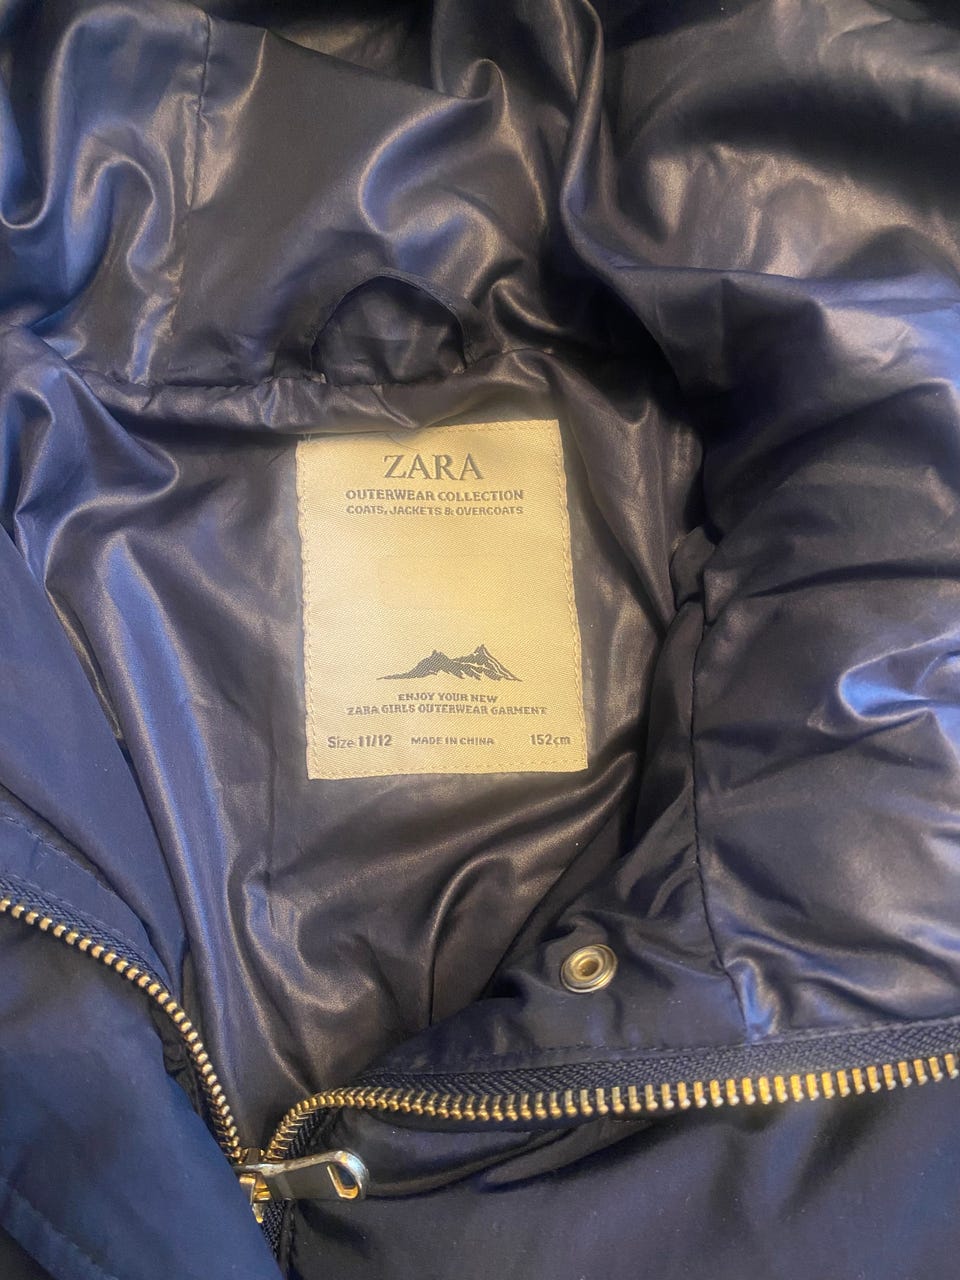 ZARA
OUTERWEAR COLLECTION
COATS, JACKETS & OVERCOATS
ENJOY YOUR NEW
ZARA GIRLS OUTERWEAR GARMENT
Size 11/12 MADE IN CHINA 152cm